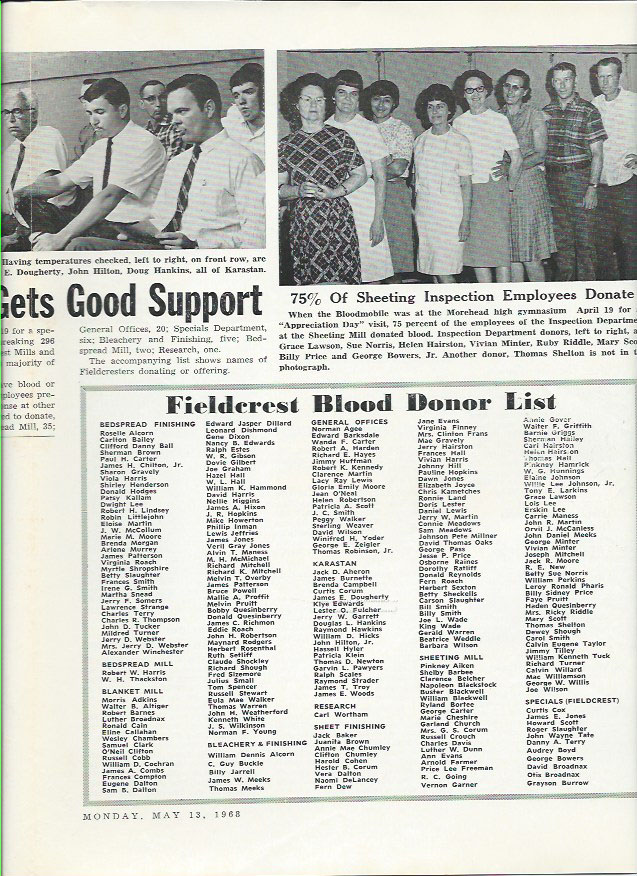 Having temperatures checked, left to right, on front row, are
E. Dougherty, John Hilton, Doug Hankins, all of Karastan.
Gets Good Support
19 for a spe-
reaking 296
est Mills and
majority of
ve blood or
ployees pre-
nse at other
ed to donate,
ead Mill, 35;
General Offices, 20; Specials Department,
six; Bleachery and Finishing, five; Bed-
spread Mill, two; Research, one.
The accompanying list shows names of
Fieldcresters donating or offering.
75% Of Sheeting Inspection Employees Donate
When the Bloodmobile was at the Morehead high gymnasium April 19 for
"Appreciation Day" visit, 75 percent of the employees of the Inspection Departme
at the Sheeting Mill donated blood. Inspection Department donors, left to right, a
Grace Lawson, Sue Norris, Helen Hairston, Vivian Minter, Ruby Riddle, Mary Sco
Billy Price and George Bowers, Jr. Another donor, Thomas Shelton is not in t
photograph.
Fieldcrest Blood Donor List
BEDSPREAD FINISHING
Roselle Alcorn
Carlton Bailey
Clifford Danny Ball
Sherman Brown
Paul H. Carter
James H. Chilton, Jr.
Sharon Gravely
Viola Harris
Shirley Henderson
Donald Hodges
Patsy Kallam
Dwight Lee
Robert H. Lindsey
Robin Littlejohn
Eloise Martin
J. W. McCollum
Marie M. Moore
Brenda Morgan
Arlene Murrey
James Patterson
Virginia Roach
Myrtle Shropshire
Betty Slaughter
Frances Smith
Irene G. Smith
Martha Snead
Jerry F. Somers
Lawrence Strange
Charles Terry
Charles R. Thompson
John D. Tucker
Mildred Turner
Jerry D. Webster
Mrs. Jerry D. Webster
Alexander Winchester
BEDSPREAD MILL
Robert W. Harris
W. H. Thackston
BLANKET MILL
Morris Adkins
Walter B. Altiger
Robert Barnes
Luther Broadnax
Ronald Cain
Eline Callahan
Wesley Chambers
Samuel Clark
O'Neil Clifton
Russell Cobb
William D. Cochran
James A. Combs
Frances Compton
Eugene Dalton
Sam B. Dalton
Edward Jasper Dillard
Leonard Dishmond
Gene Dixon
Nancy B. Edwards
Ralph Estes
W. R. Gibson
Dovie Gilbert
Joe Graham
Hazel Hall
W. L. Hall
William K. Hammond
David Harris
Nellie Higgins
James A. Hixon
J. R. Hopkins
Mike Howerton
Phillip Inman
Lewis Jeffries
James Jones
Veril Gray Jones
Alvin T. Maness
M. H. McMichael
Richard Mitchell
Richard K. Mitchell
Melvin T. Overby
James Patterson
Bruce Powell
Mallie A. Proffit
Melvin Pruitt
Bobby Quesinberry
Donald Quesinberry
James C. Richmon
Eddie Roach
John H. Robertson
Maynard Rodgers
Herbert Rosenthal
Ruth Setliff
Claude Shockley
Richard Shough
Fred Sizemore
Julius Small
Tom Spencer
Russell Stewart
Eula Mae Walker
Thomas Warren
John H. Weatherford
Kenneth White
J. S. Wilkinson
Norman F. Young
BLEACHERY & FINISHING
William Dennis Alcorn
C. Guy Buckle
Billy Jarrell
James W. Meeks
Thomas Meeks
GENERAL OFFICES
Norman Agee
Edward Barksdale
Wanda F. Carter
Robert A. Harden
Richard E. Hayes
Jimmy Huffman
Robert K. Kennedy
Lacy Ray Lewis
Clarence Martin
Gloria Emily Moore
Jean O'Neal
Helen Robertson
Patricia A. Scott
J. C. Smith
Peggy Walker
Sterling Weaver
David Wilson
Winifred H. Yoder
George E. Zeigler
Thomas Robinson, Jr.
KARASTAN
Jack D. Aheron
James Burnette
Brenda Campbell
Curtis Corum
James E. Dougherty
Klye Edwards
Lester O. Fulcher
Jerry W. Garrett
Douglas L. Hankins
Raymond Hawkins
William D. Hicks
John Hilton, Jr.
Hassell Hyler
Patricia Klein
Thomas D. Newton
Garvin L. Pawyers
Ralph Scales
Raymond Strader
James T. Troy
James E. Woods
RESEARCH
Carl Wortham
SHEET FINISHING
Jack Baker
Juanita Brown
Annie Mae Chumley
Clifton Chumley
Harold Cohen
Hester B. Corum
Vera Dalton
Naomi DeLancey
Fern Dew
Jane Evans
Virginia Finney
Mrs. Clinton Frans
Mae Gravely
Jerry Hairston
Frances Hall
Vivian Harris
Johnny Hill
Pauline Hopkins
Dawn Jones
Elizabeth Joyce
Chris Kametches
Ronnie Land
Doris Lester
Daniel Lewis
Jerry W. Martin
Connie Meadows
Sam Meadows
Johnson Pete Millner
David Thomas Oaks
George Pass
Jesse P. Price
Osborne Raines
Dorothy Ratliff
Donald Reynolds
Fern Roach
Herbert Sexton
Betty Sheckells
Carson Slaughter
Bill Smith
Billy Smith
Joe L. Wade
King Wade
Gerald Warren
Beatrice Weddle
Barbara Wilson
SHEETING MILL
Pinkney Aiken
Shelby Barbee
Clarence Belcher
Napoleon Blackstock
Buster Blackwell
William Blackwell
Ryland Bortee
George Carter
Marie Cheshire
Garland Church
Mrs. G. S. Corum
Russell Crouch
Charles Davis
Luther W. Dunn
Ann Evans
Arnold Farmer
Price Lee Freeman
R. C. Going
Vernon Garner
Annie Gover
Walter F. Griffith
Barnie Griggs
Sherman Hailey
Carl Hairston
Helen Hairston
Thomas Hall
Pinkney Hamrick
W. G. Hunnings
Elaine Johnson
Willie Lee Johnson, Jr.
Tony E. Larkins
Grace Lawson
Lois Lee
Erskin Lee
Carrie Maness
John R. Martin
Orvil J. McCanless
John Daniel Meeks
George Minter
Vivian Minter
Joseph Mitchell
Jack R. Moore
R. E. New
Betty Sue Norris
William Perkins
Leroy Ronald Pharis
Billy Sidney Price
Faye Pruitt
Haden Quesinberry
Mrs. Ricky Riddle
Mary Scott
Thomas Shelton
Dewey Shough
Carol Smith
Calvin Eugene Taylor
Jimmy Tilley
William Kenneth Tuck
Richard Turner
Calvin Willard
Mac Williamson
George W. Willis
Joe Wilson
SPECIALS (FIELDCREST)
Curtis Cox
James E. Jones
Howard Scott
Roger Slaughter
John Wayne Tate
Danny A. Terry
Audrey Boyd
George Bowers
David Broadnax
Otis Broadnax
Grayson Burrow
MONDAY, MAY 13, 1968